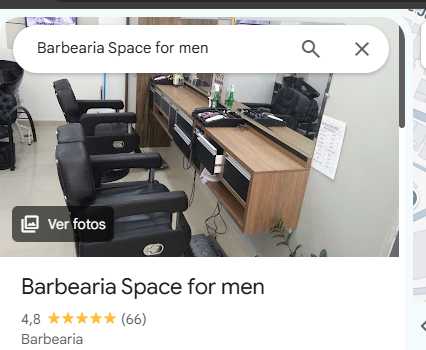 Barbearia Space for men
Ver fotos
Barbearia Space for men
4,8 ★★★★★ (66)
Barbearia